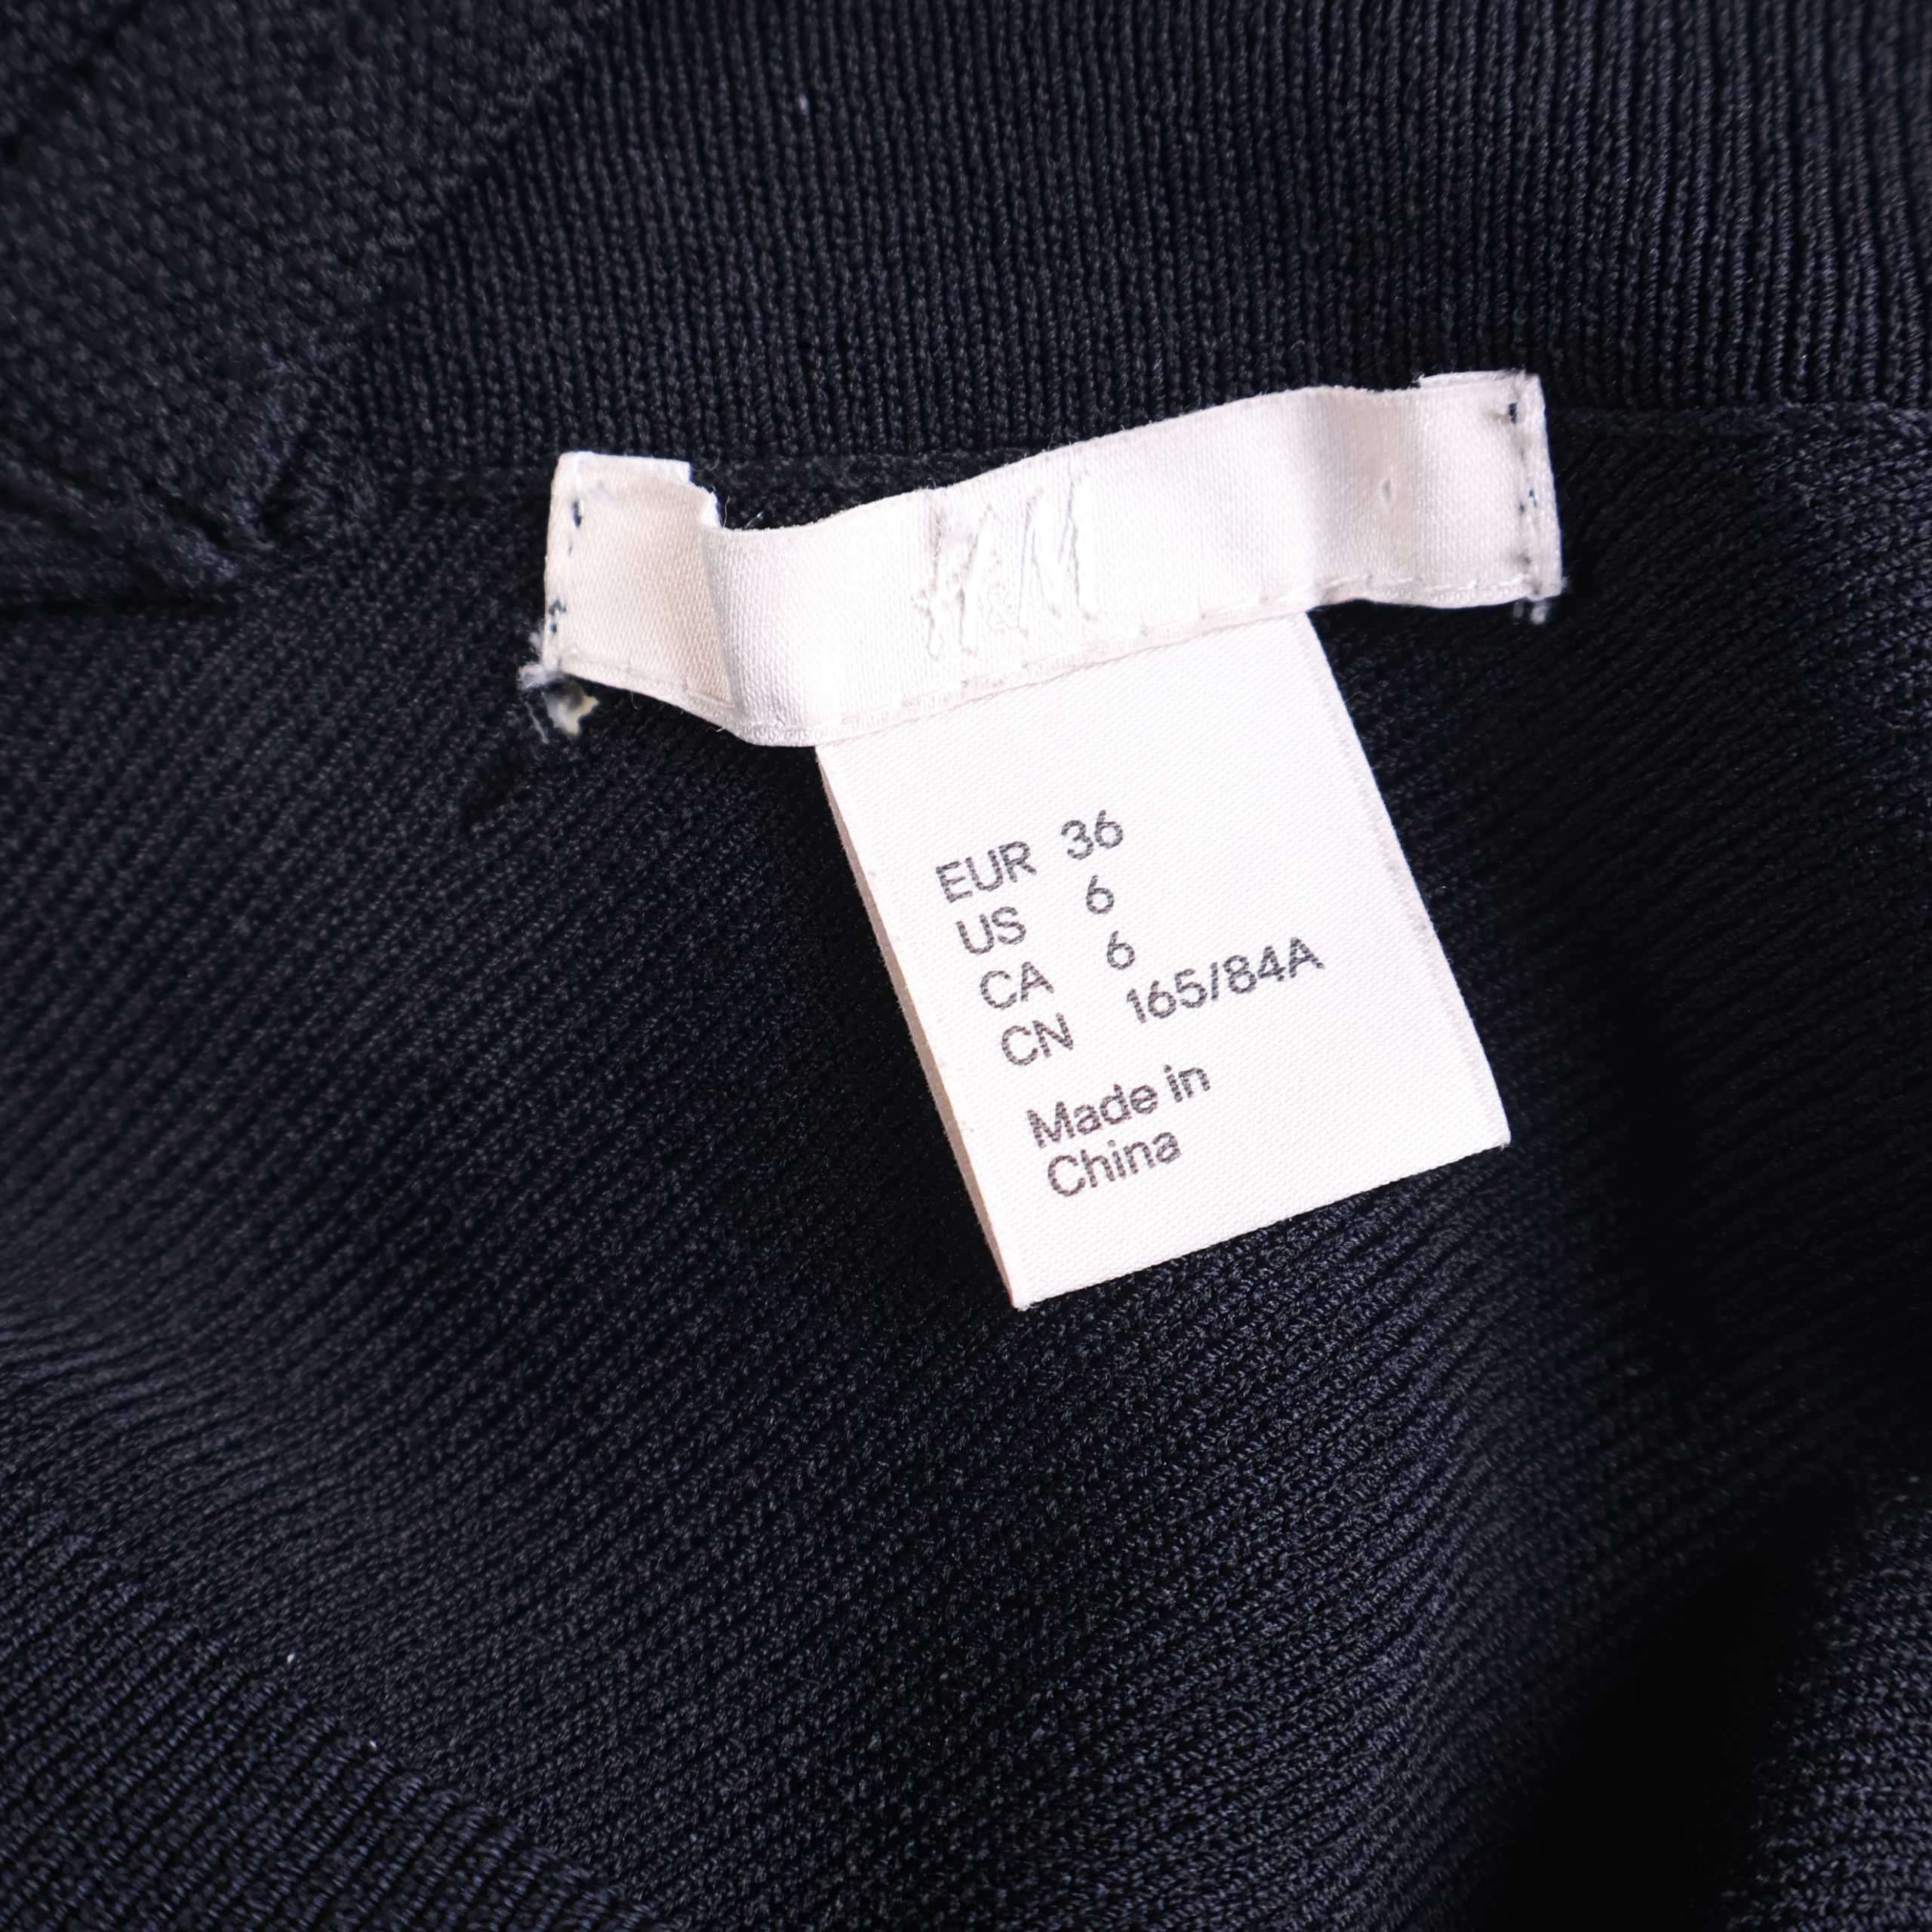 H&M
EUR 36
US 6
CA 6
CN 165/84A
Made in
China